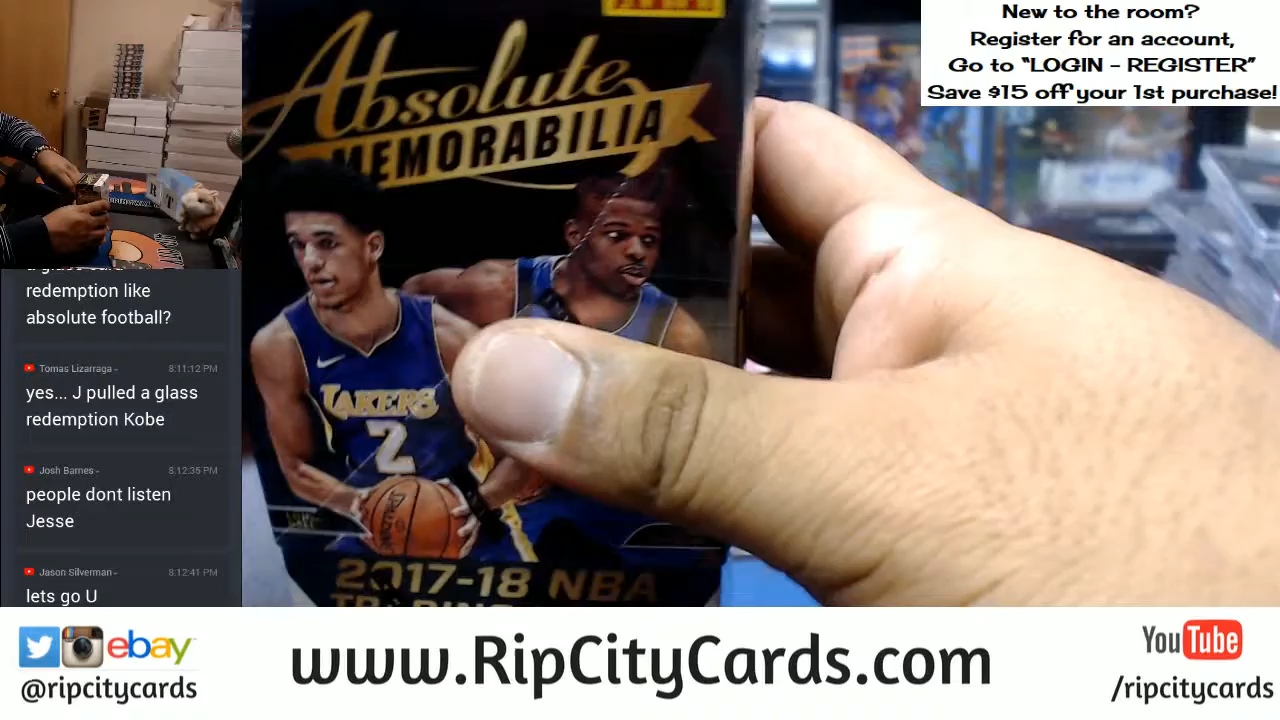 New to the room?
Register for an account,
Go to "LOGIN - REGISTER"
Save $15 off your 1st purchase!
Absolute
MEMORABILIA
LAKERS
2
SPALDING
2017-18 NBA
redemption like
absolute football?
Tomas Lizarraga - 8:11:12 PM
yes... J pulled a glass
redemption Kobe
Josh Barnes - 8:12:35 PM
people dont listen
Jesse
Jason Silverman - 8:12:41 PM
lets go U
ebay
@ripcitycards
www.RipCityCards.com
YouTube
/ripcitycards